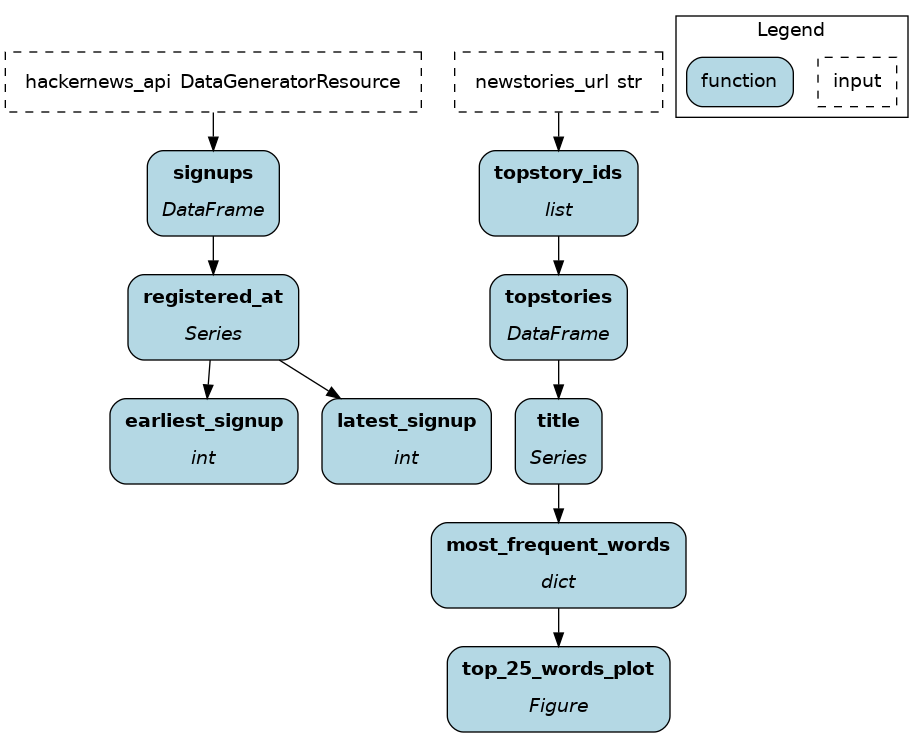 Legend
function
input
hackernews_api DataGeneratorResource
newstories_url str
signups
DataFrame
topstory_ids
list
registered_at
Series
topstories
DataFrame
earliest_signup
int
latest_signup
int
title
Series
most_frequent_words
dict
top_25_words_plot
Figure